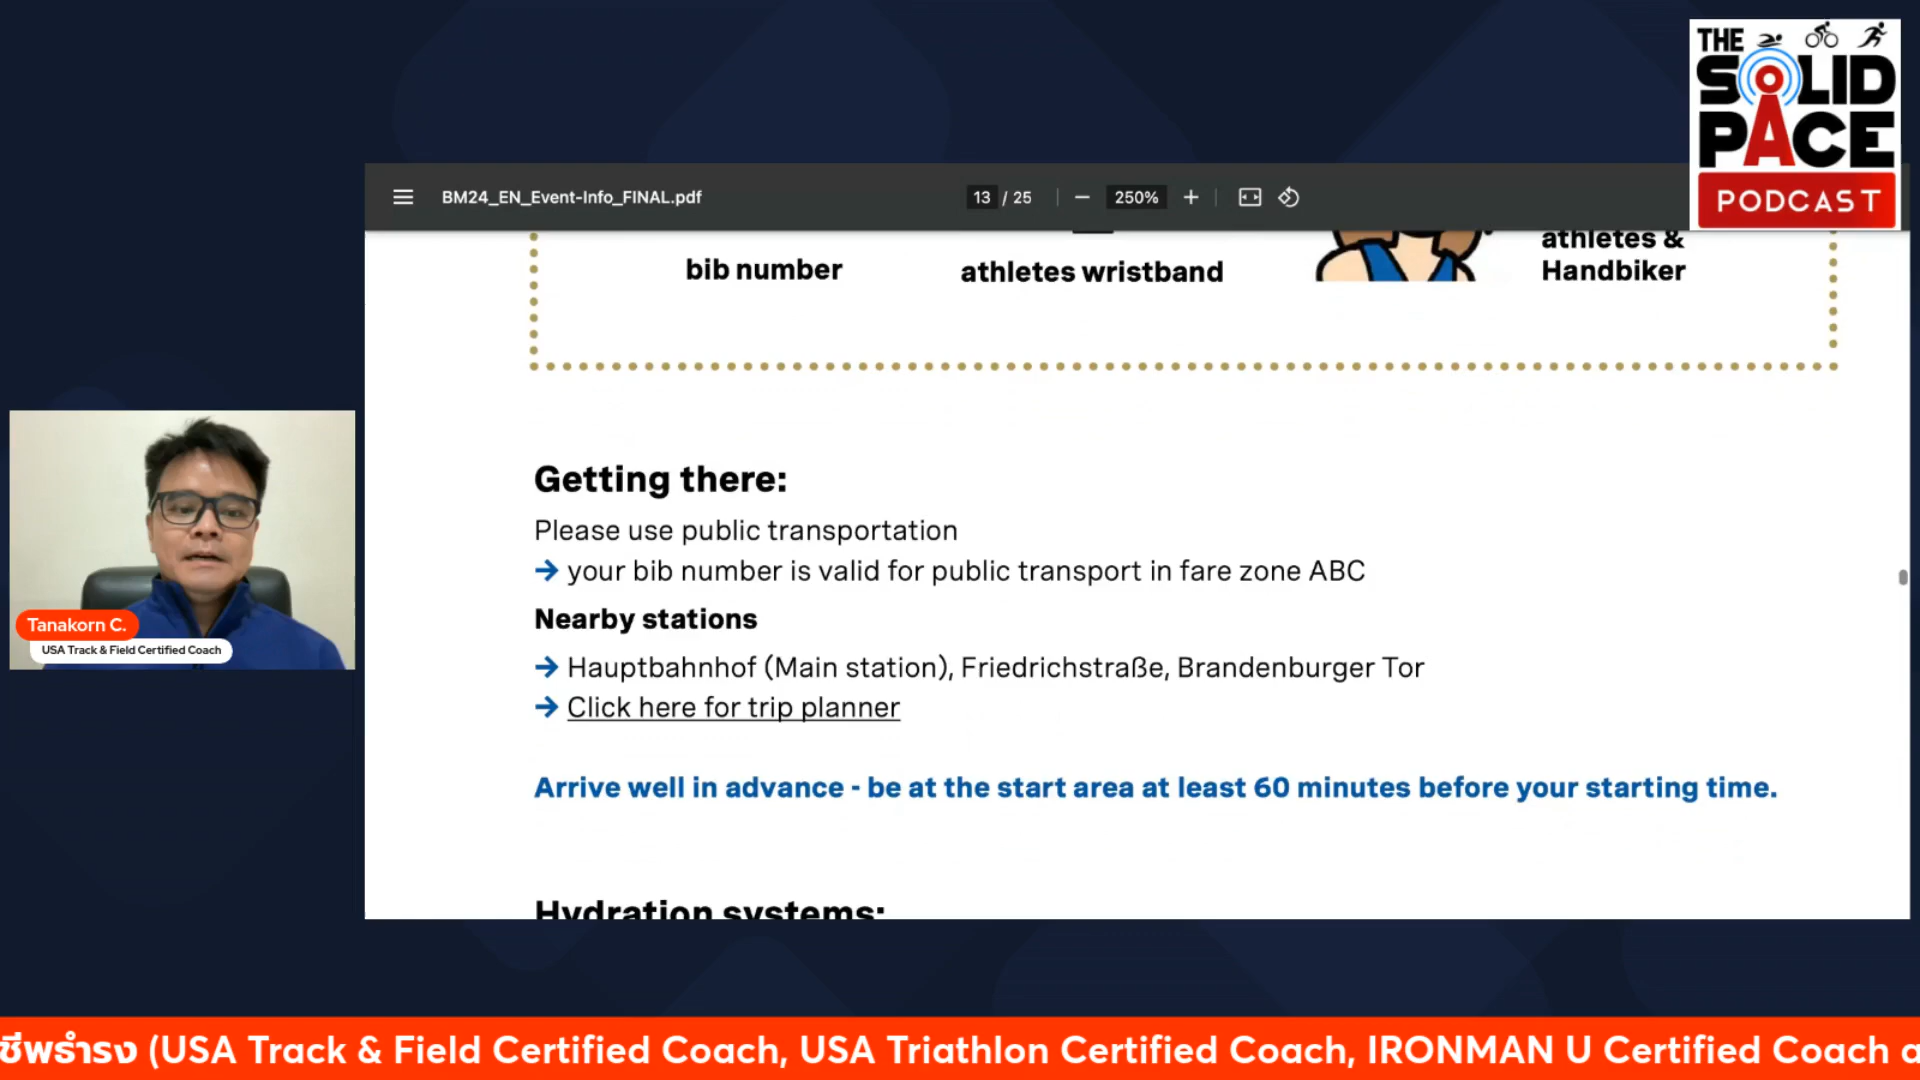 THE
SOLID
PACE
PODCAST
BM24_EN_Event-Info_FINAL.pdf
13 / 25
250%
bib number
athletes wristband
athletes &
Handbiker
Getting there:
Please use public transportation
→ your bib number is valid for public transport in fare zone ABC
Nearby stations
→ Hauptbahnhof (Main station), Friedrichstraße, Brandenburger Tor
→ Click here for trip planner
Arrive well in advance - be at the start area at least 60 minutes before your starting time.
Hydration systems:
Tanakorn C.
USA Track & Field Certified Coach
ชีพธำรง (USA Track & Field Certified Coach, USA Triathlon Certified Coach, IRONMAN U Certified Coach a